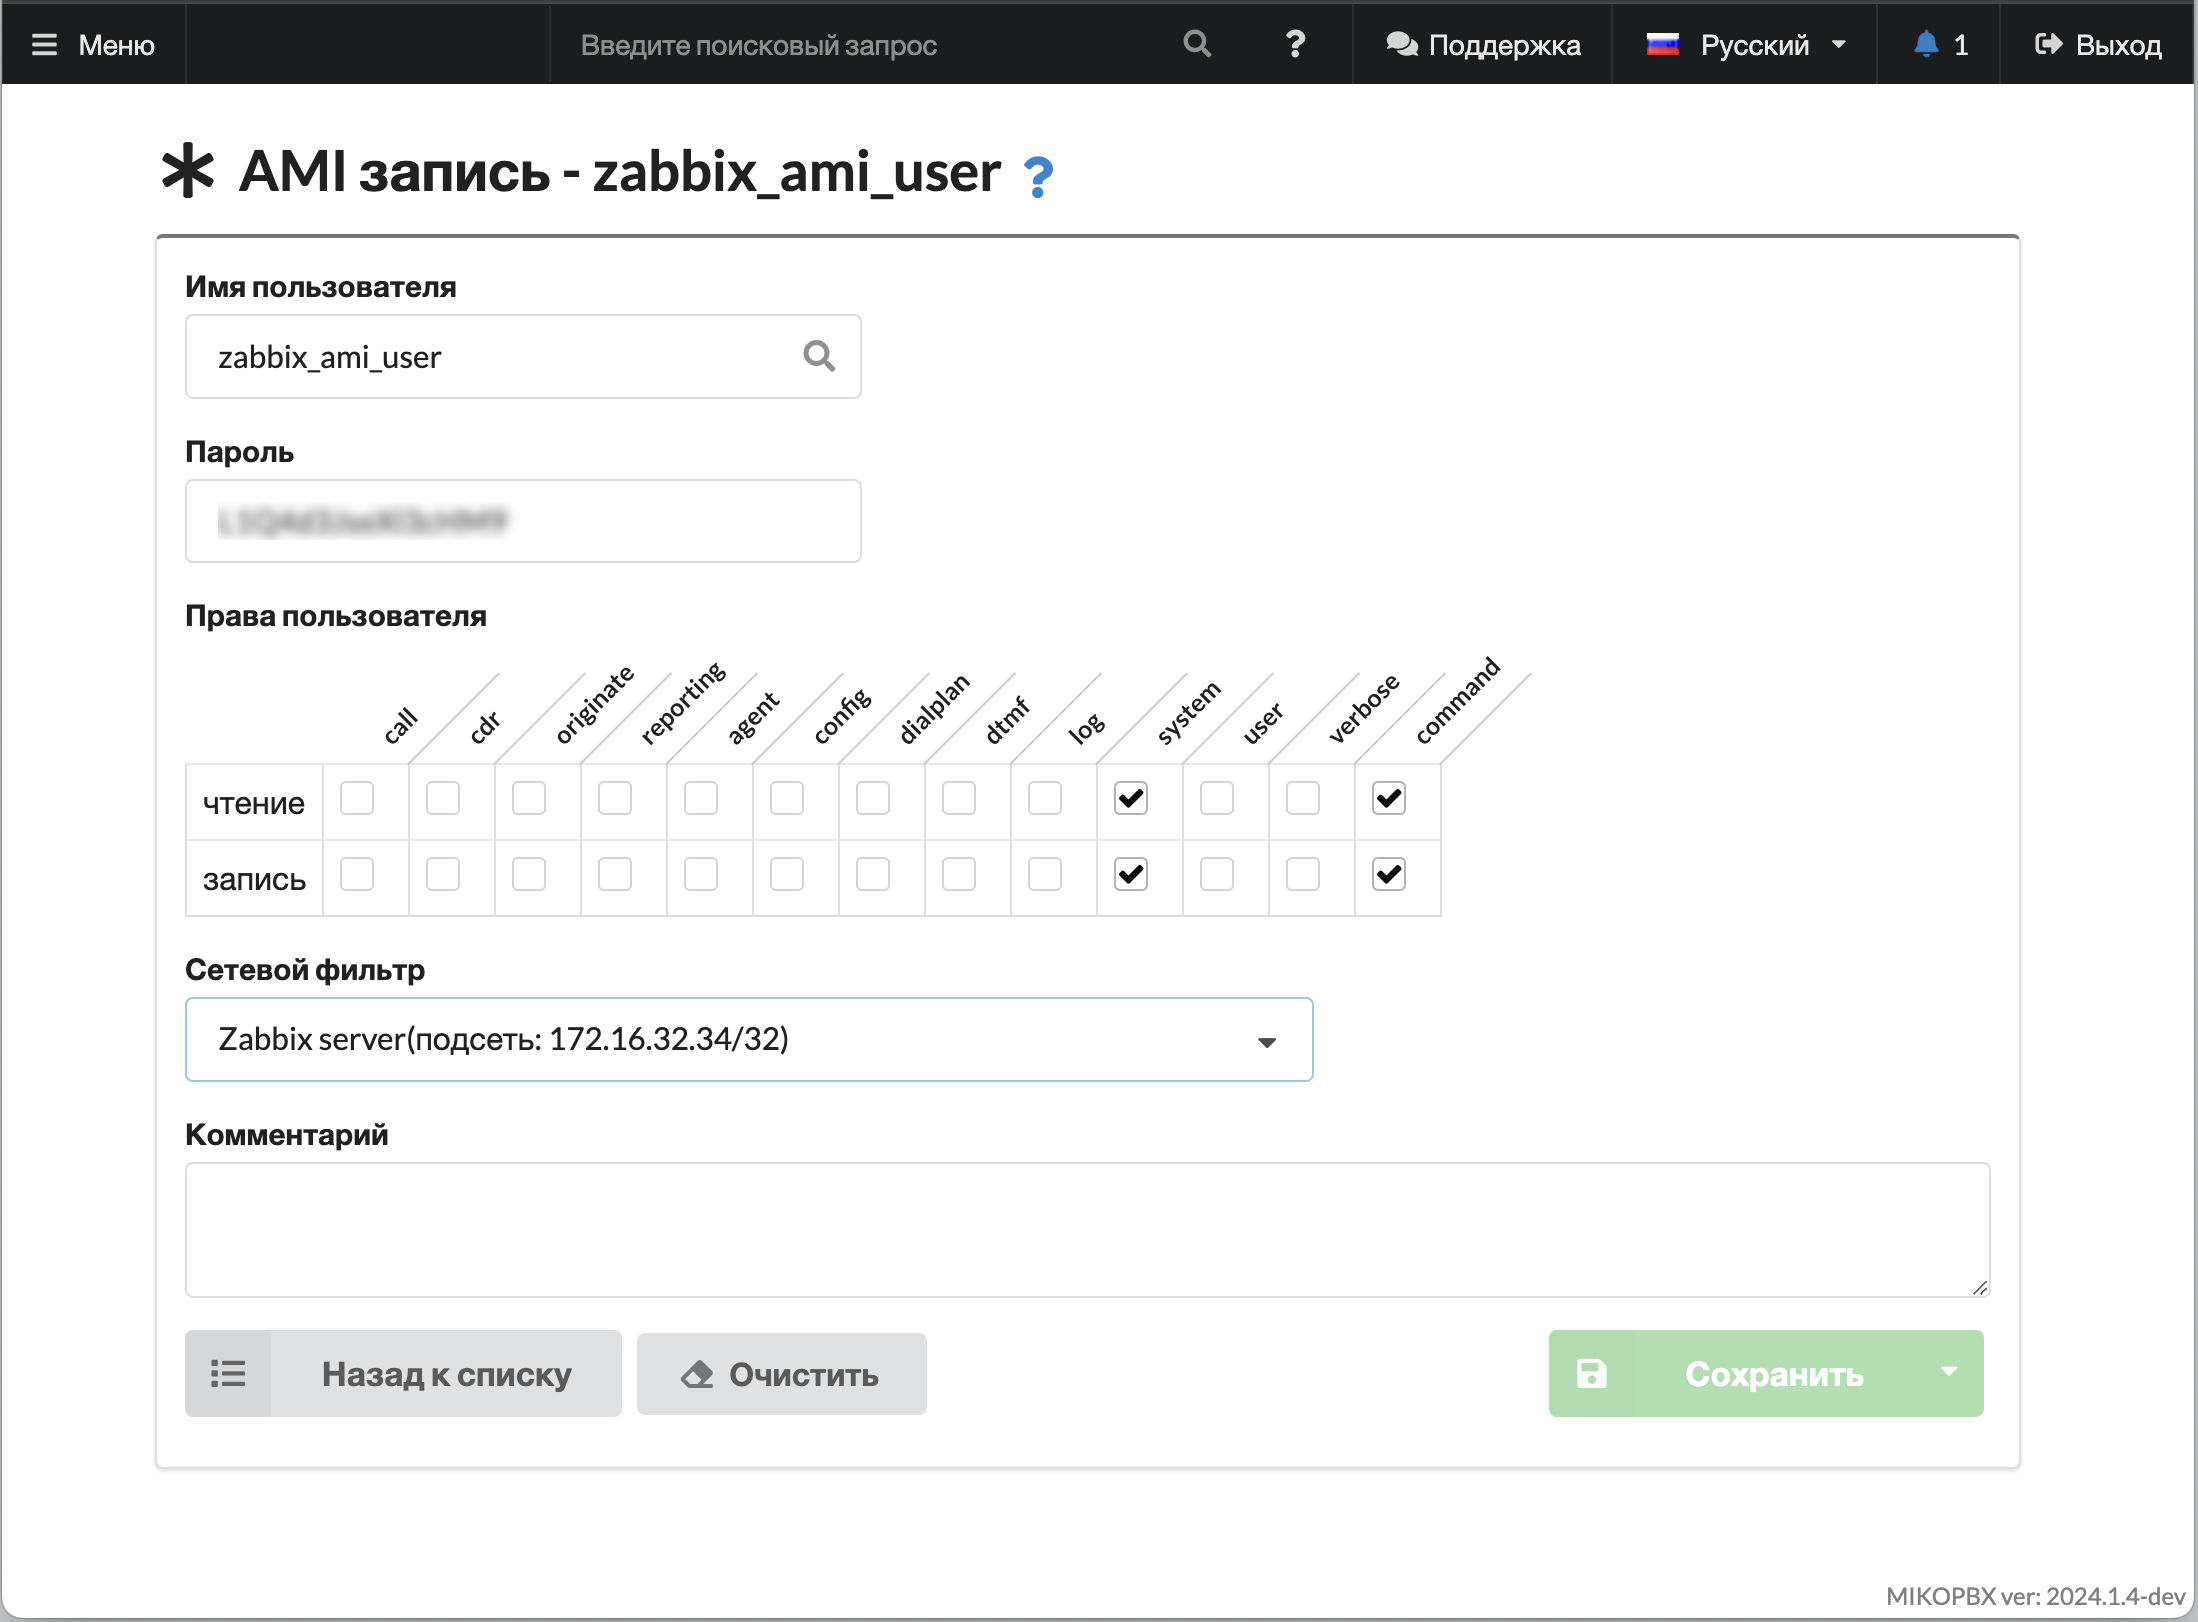 Меню
Введите поисковый запрос
?
Поддержка
Русский
1
Выход
AMI запись - zabbix_ami_user ?
Имя пользователя
zabbix_ami_user
Пароль
Права пользователя
call cdr originate reporting agent config dialplan dtmf log system user verbose command
чтение
запись
Сетевой фильтр
Zabbix server(подсеть: 172.16.32.34/32)
Комментарий
Назад к списку
Очистить
Сохранить
MIKOPBX ver: 2024.1.4-dev